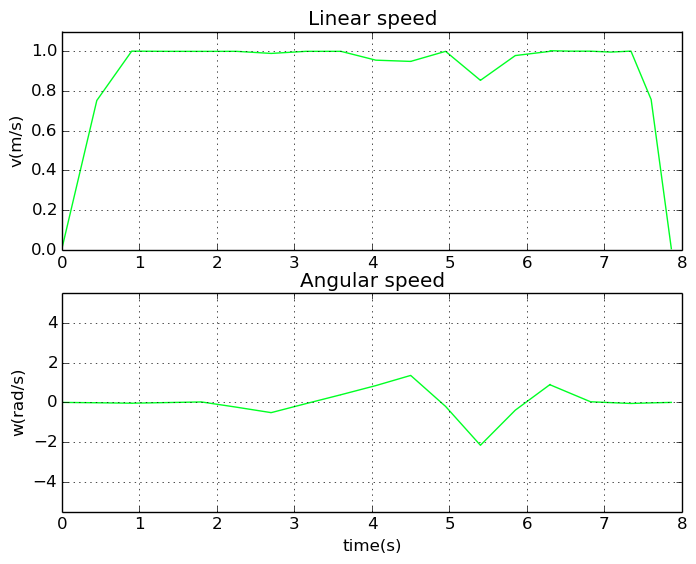 Linear speed
1.0
0.8
0.6
0.4
0.2
0.0
v(m/s)
0 1 2 3 4 5 6 7 8
Angular speed
4
2
0
−2
−4
w(rad/s)
0 1 2 3 4 5 6 7 8
time(s)